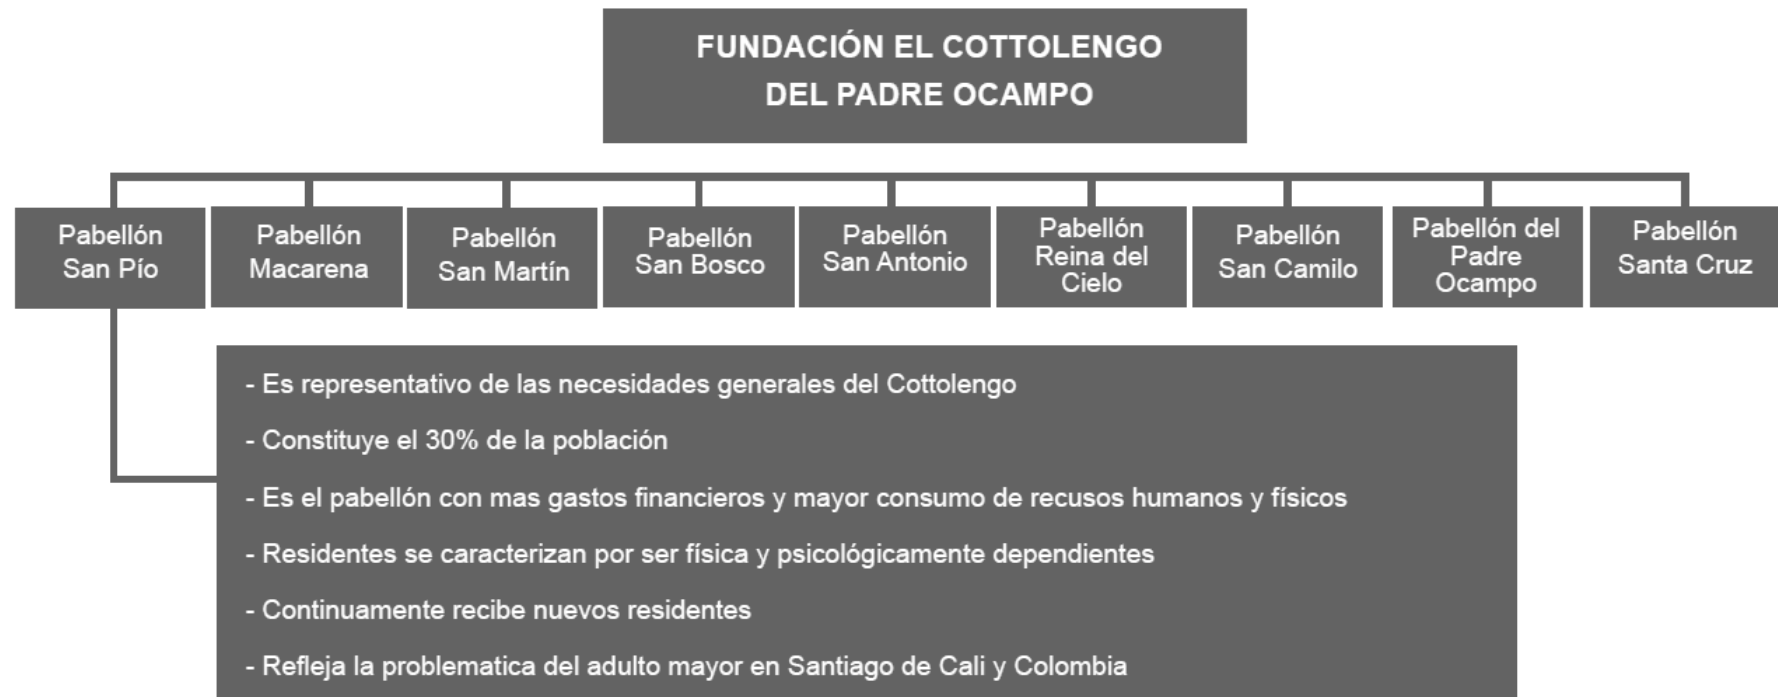 FUNDACIÓN EL COTTOLENGO
DEL PADRE OCAMPO
Pabellón
San Pío
Pabellón
Macarena
Pabellón
San Martín
Pabellón
San Bosco
Pabellón
San Antonio
Pabellón
Reina del
Cielo
Pabellón
San Camilo
Pabellón del
Padre
Ocampo
Pabellón
Santa Cruz
- Es representativo de las necesidades generales del Cottolengo
- Constituye el 30% de la población
- Es el pabellón con mas gastos financieros y mayor consumo de recusos humanos y físicos
- Residentes se caracterizan por ser física y psicológicamente dependientes
- Continuamente recibe nuevos residentes
- Refleja la problematica del adulto mayor en Santiago de Cali y Colombia